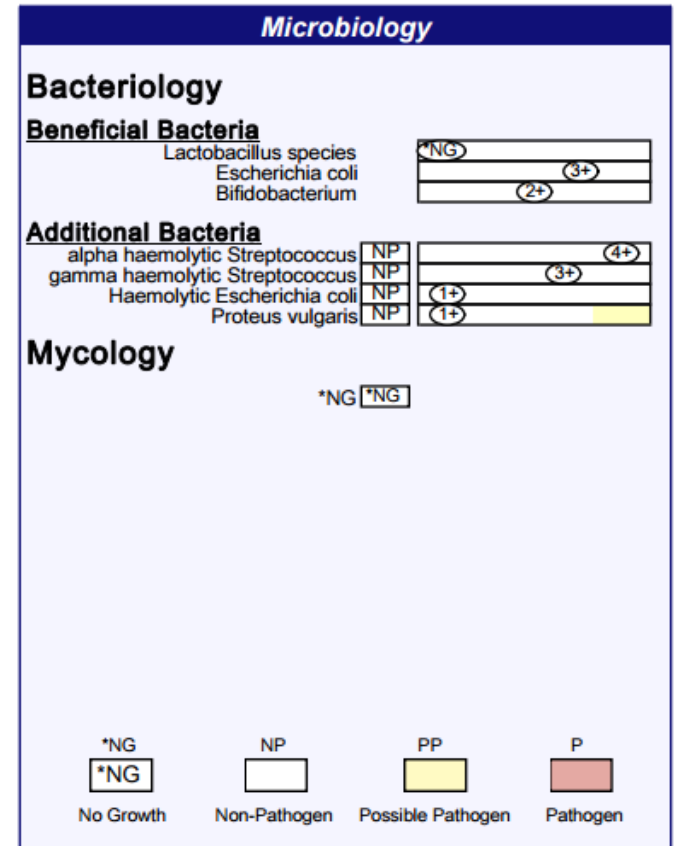 Microbiology
Bacteriology
Beneficial Bacteria
Lactobacillus species *NG
Escherichia coli 3+
Bifidobacterium 2+
Additional Bacteria
alpha haemolytic Streptococcus NP 4+
gamma haemolytic Streptococcus NP 3+
Haemolytic Escherichia coli NP 1+
Proteus vulgaris NP 1+
Mycology
*NG *NG
*NG NP PP P
*NG
No Growth Non-Pathogen Possible Pathogen Pathogen